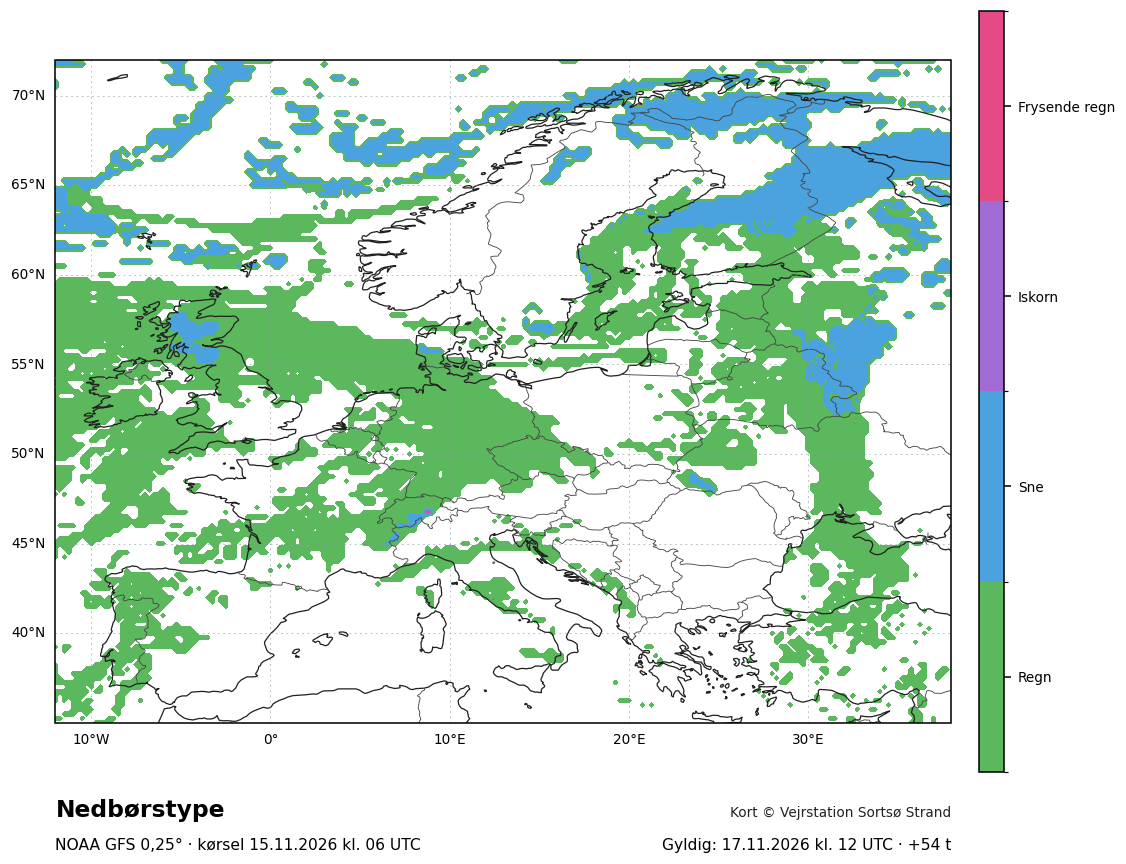 70°N
65°N
60°N
55°N
50°N
45°N
40°N
10°W
0°
10°E
20°E
30°E
Frysende regn
Iskorn
Sne
Regn
Nedbørstype
Kort © Vejrstation Sortsø Strand
NOAA GFS 0,25° · kørsel 15.11.2026 kl. 06 UTC
Gyldig: 17.11.2026 kl. 12 UTC · +54 t